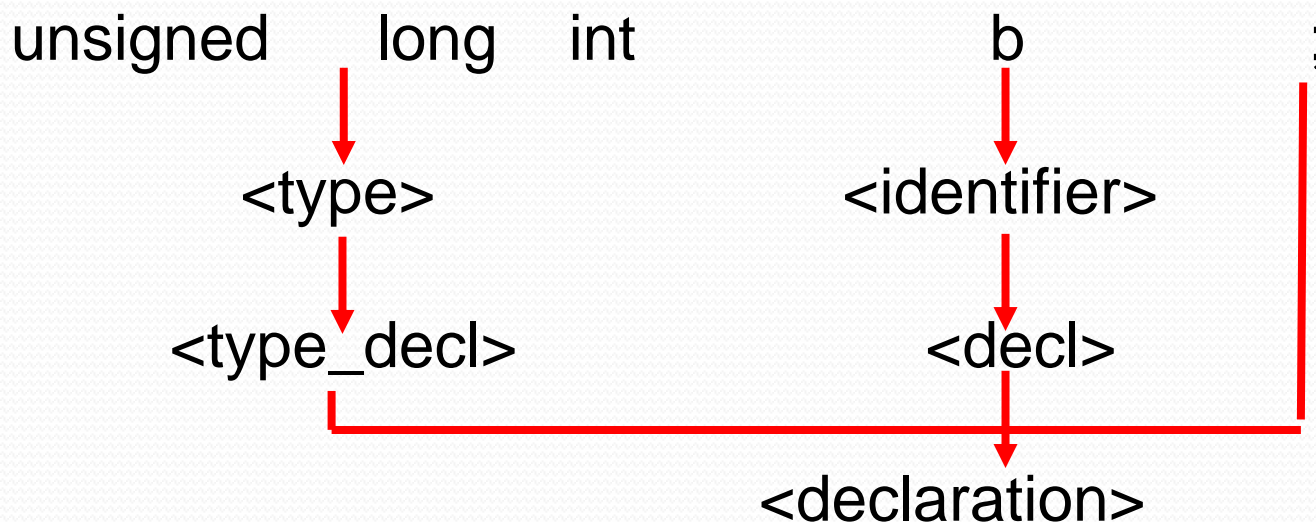 unsigned long int b ;
<type> <identifier>
<type_decl> <decl>
<declaration>